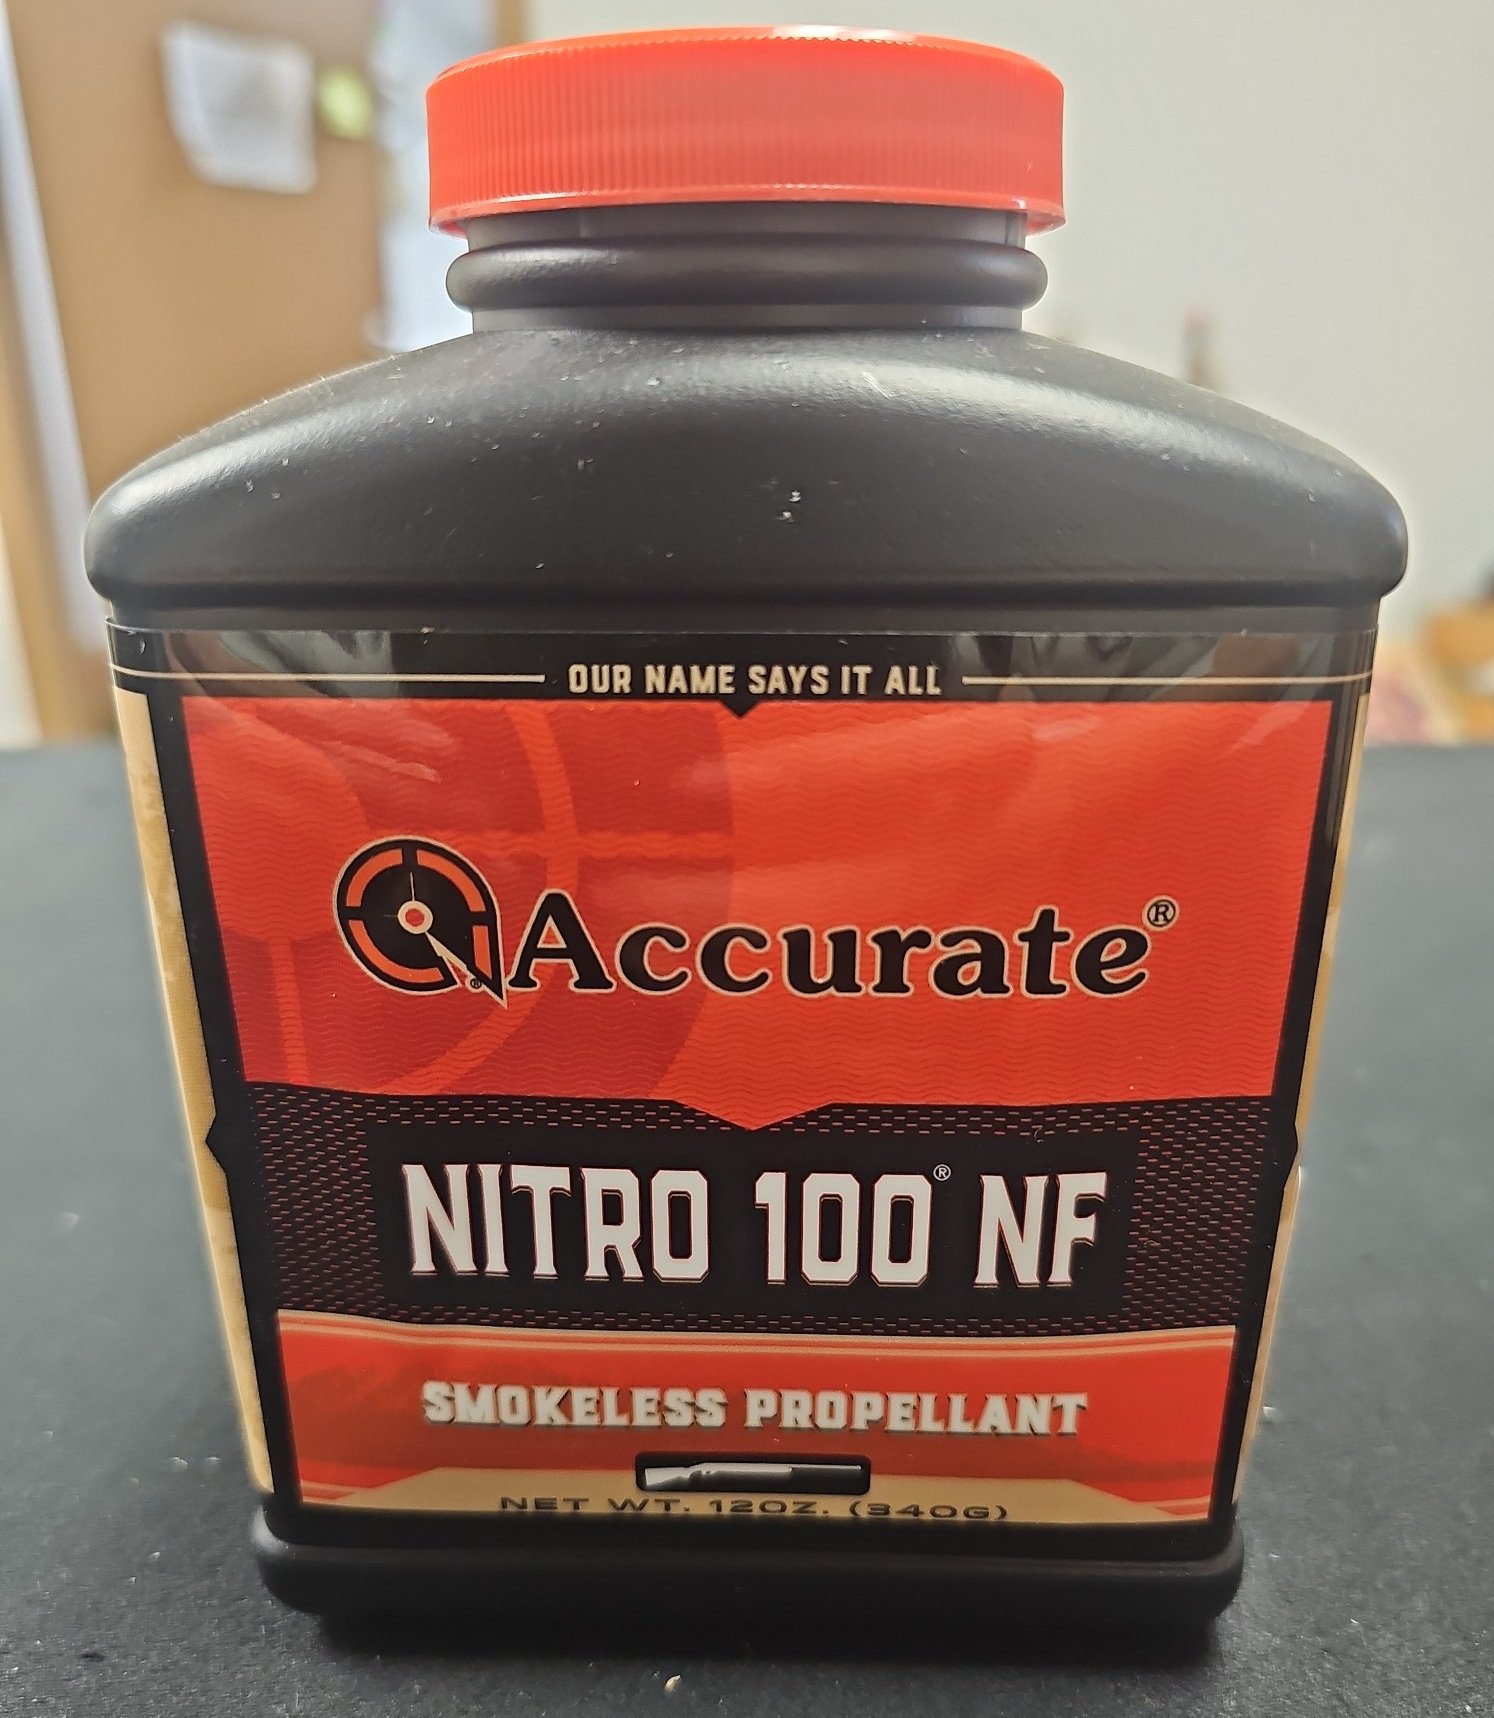 OUR NAME SAYS IT ALL
Accurate®
NITRO 100® NF
SMOKELESS PROPELLANT
NET WT. 12OZ. (340G)